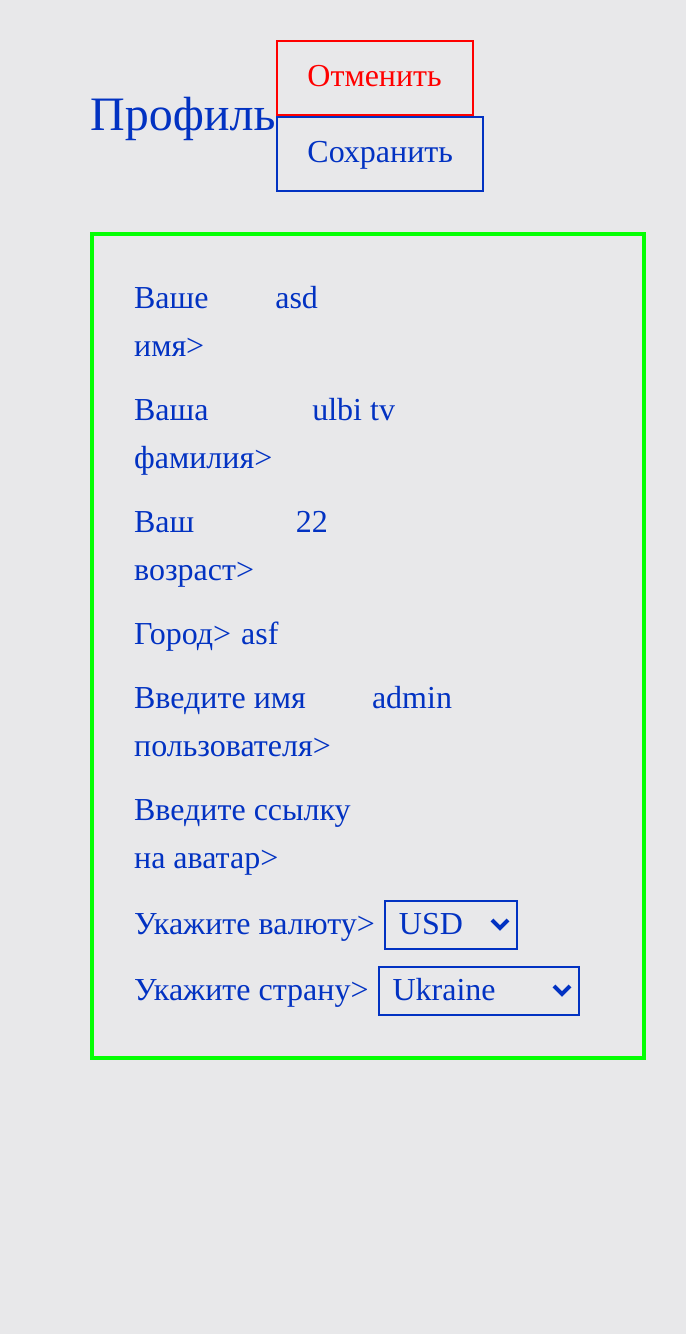 Отменить
Профиль
Сохранить
Ваше asd
имя>
Ваша ulbi tv
фамилия>
Ваш 22
возраст>
Город> asf
Введите имя admin
пользователя>
Введите ссылку
на аватар>
Укажите валюту> USD
Укажите страну> Ukraine